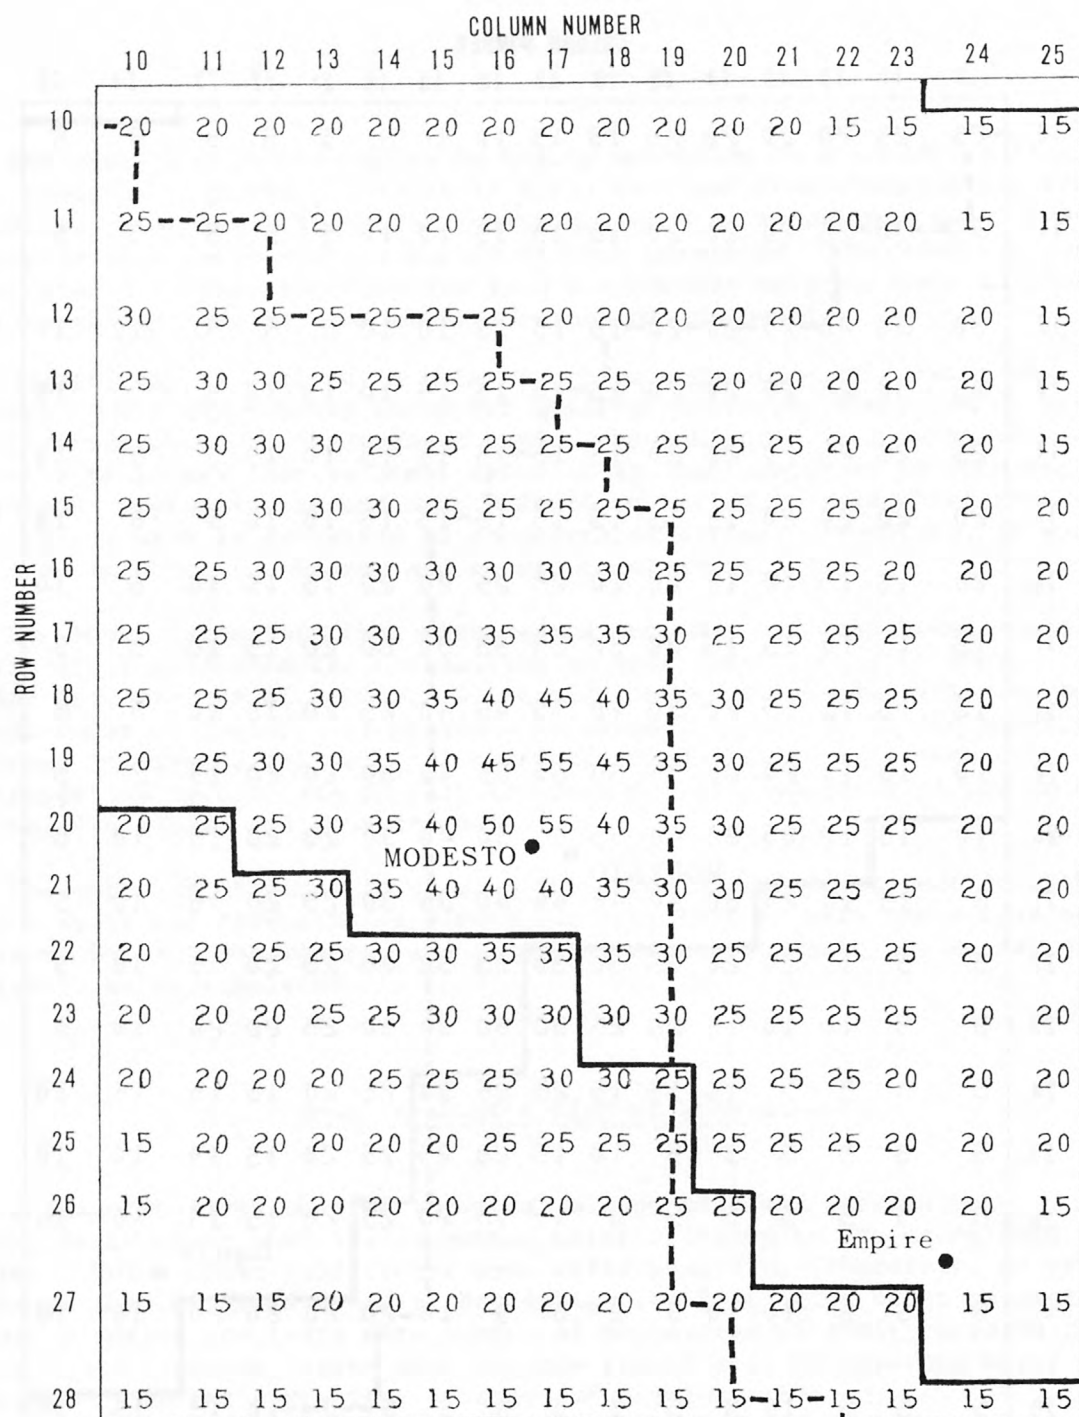 COLUMN NUMBER
10 11 12 13 14 15 16 17 18 19 20 21 22 23 24 25
ROW NUMBER
10 20 20 20 20 20 20 20 20 20 20 20 20 15 15 15 15
11 25 25 20 20 20 20 20 20 20 20 20 20 20 20 15 15
12 30 25 25 25 25 25 25 20 20 20 20 20 20 20 20 15
13 25 30 30 25 25 25 25 25 25 25 20 20 20 20 20 15
14 25 30 30 30 25 25 25 25 25 25 25 25 20 20 20 15
15 25 30 30 30 30 25 25 25 25 25 25 25 25 20 20 20
16 25 25 30 30 30 30 30 30 30 25 25 25 25 20 20 20
17 25 25 25 30 30 30 35 35 35 30 25 25 25 25 20 20
18 25 25 25 30 30 35 40 45 40 35 30 25 25 25 20 20
19 20 25 30 30 35 40 45 55 45 35 30 25 25 25 20 20
20 20 25 25 30 35 40 50 55 40 35 30 25 25 25 20 20
MODESTO
21 20 25 25 30 35 40 40 40 35 30 30 25 25 25 20 20
22 20 20 25 25 30 30 35 35 35 30 25 25 25 25 20 20
23 20 20 20 25 25 30 30 30 30 30 25 25 25 25 20 20
24 20 20 20 20 25 25 25 30 30 25 25 25 25 20 20 20
25 15 20 20 20 20 20 25 25 25 25 25 25 25 20 20 20
26 15 20 20 20 20 20 20 20 20 25 25 20 20 20 20 15
Empire
27 15 15 15 20 20 20 20 20 20 20 20 20 20 20 15 15
28 15 15 15 15 15 15 15 15 15 15 15 15 15 15 15 15